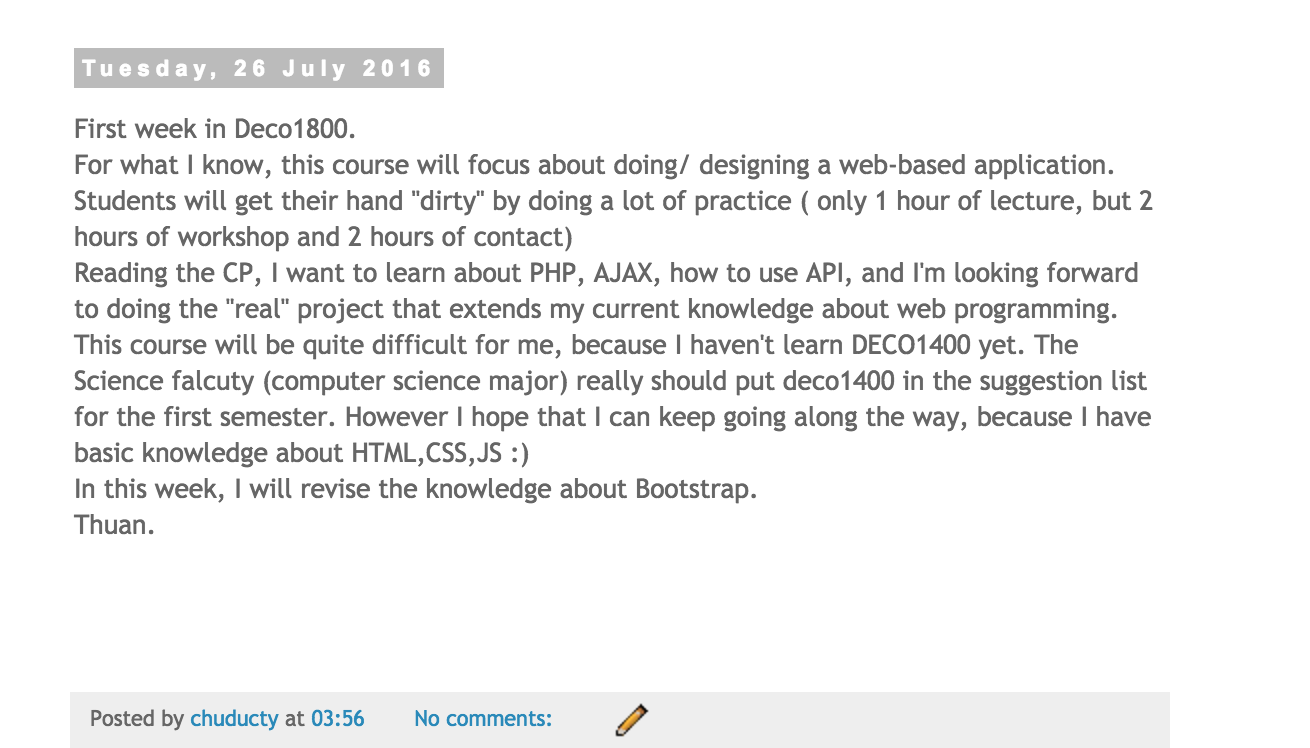 Tuesday, 26 July 2016
First week in Deco1800.
For what I know, this course will focus about doing/ designing a web-based application.
Students will get their hand "dirty" by doing a lot of practice ( only 1 hour of lecture, but 2
hours of workshop and 2 hours of contact)
Reading the CP, I want to learn about PHP, AJAX, how to use API, and I'm looking forward
to doing the "real" project that extends my current knowledge about web programming.
This course will be quite difficult for me, because I haven't learn DECO1400 yet. The
Science falcuty (computer science major) really should put deco1400 in the suggestion list
for the first semester. However I hope that I can keep going along the way, because I have
basic knowledge about HTML,CSS,JS :)
In this week, I will revise the knowledge about Bootstrap.
Thuan.
Posted by chuducty at 03:56 No comments: